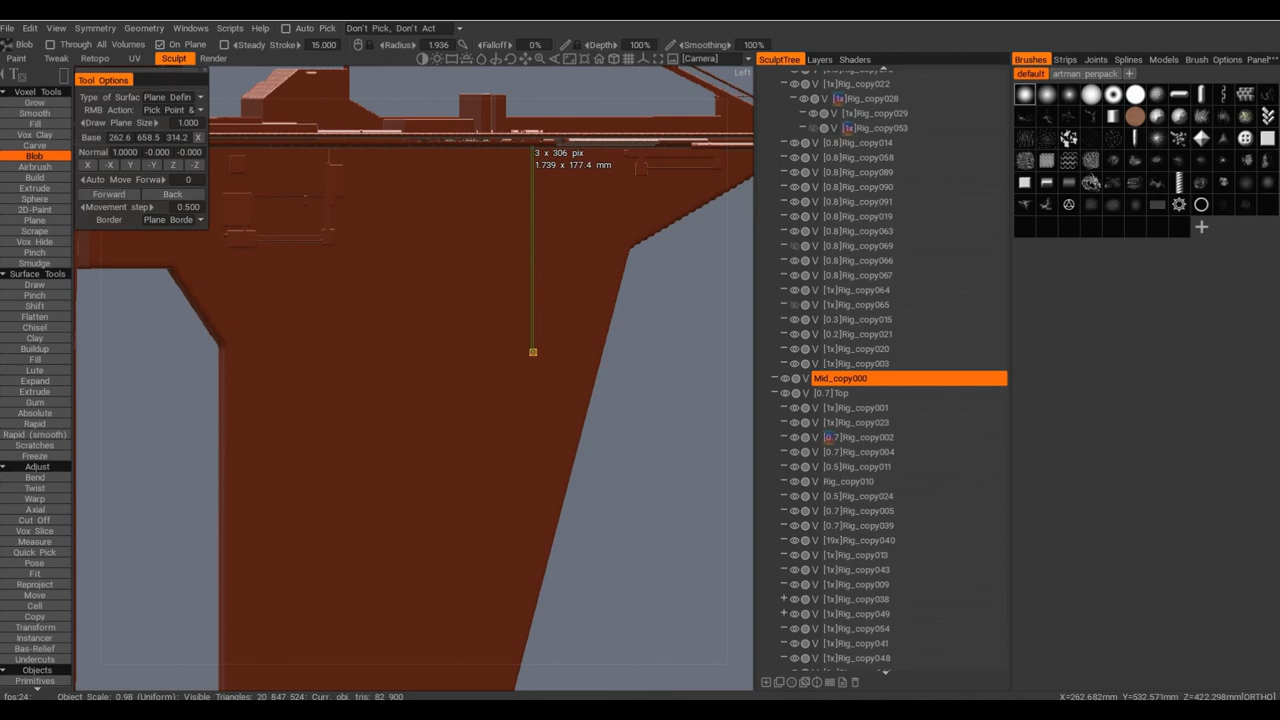 File Edit View Symmetry Geometry Windows Scripts Help Auto Pick Don't Pick, Don't Act
Blob Through All Volumes On Plane Steady Stroke 15.000 Radius 1.936 Falloff 0% Depth 100% Smoothing 100%
Paint Tweak Retopo UV Sculpt Render [Camera]
SculptTree Layers Shaders
Brushes Strips Joints Splines Models Brush Options Panel
default artman penpack
Left
Tool Options
Type of Surfac Plane Defin
RMB Action: Pick Point &
Draw Plane Size 1.000
Base 262.6 658.5 314.2 X
Normal 1.0000 -0.000 -0.000
X -X Y -Y Z -Z
Auto Move Forwa 0
Forward Back
Movement step 0.500
Border Plane Borde
3 x 306 pix
1.739 x 177.4 mm
Voxel Tools
Grow
Smooth
Fill
Vox Clay
Carve
Blob
Airbrush
Build
Extrude
Sphere
2D-Paint
Plane
Scrape
Vox Hide
Pinch
Smudge
Surface Tools
Draw
Pinch
Shift
Flatten
Chisel
Clay
Buildup
Fill
Lute
Expand
Extrude
Gum
Absolute
Rapid
Rapid (smooth)
Scratches
Freeze
Adjust
Bend
Twist
Warp
Axial
Cut Off
Vox Slice
Measure
Quick Pick
Pose
Fit
Reproject
Move
Cell
Copy
Transform
Instancer
Bas-Relief
Undercuts
Objects
Primitives
V [1x]Rig_copy022
V [1x]Rig_copy028
V [1x]Rig_copy029
V [1x]Rig_copy053
V [0.8]Rig_copy014
V [0.8]Rig_copy058
V [0.8]Rig_copy089
V [0.8]Rig_copy090
V [0.8]Rig_copy091
V [0.8]Rig_copy019
V [0.8]Rig_copy063
V [0.8]Rig_copy069
V [0.8]Rig_copy066
V [0.8]Rig_copy067
V [1x]Rig_copy064
V [1x]Rig_copy065
V [0.3]Rig_copy015
V [0.2]Rig_copy021
V [1x]Rig_copy020
V [1x]Rig_copy003
V Mid_copy000
V [0.7]Top
V [1x]Rig_copy001
V [1x]Rig_copy023
V [0.7]Rig_copy002
V [0.7]Rig_copy004
V [0.5]Rig_copy011
V Rig_copy010
V [0.5]Rig_copy024
V [0.7]Rig_copy005
V [0.7]Rig_copy039
V [19x]Rig_copy040
V [1x]Rig_copy013
V [1x]Rig_copy043
V [1x]Rig_copy009
V [1x]Rig_copy038
V [1x]Rig_copy049
V [1x]Rig_copy054
V [1x]Rig_copy041
V [1x]Rig_copy048
fps:24; Object Scale: 0.98 (Uniform); Visible Triangles: 20 847 524; Curr. obj. tris: 82 900
X=262.682mm Y=532.571mm Z=422.298mm[ORTHO]